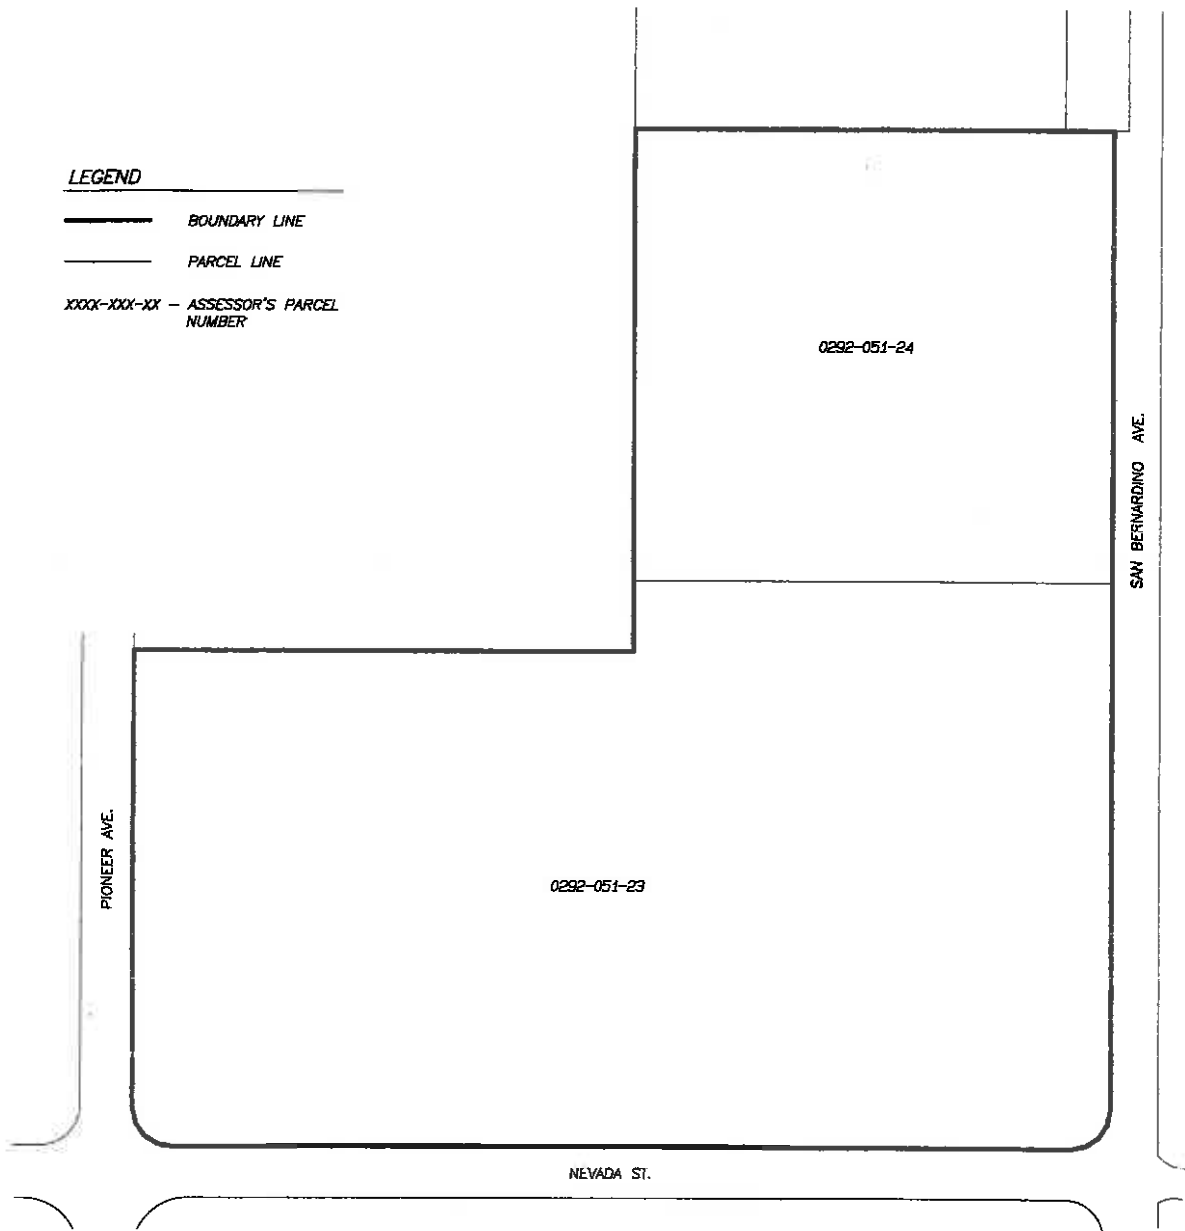 LEGEND
BOUNDARY LINE
PARCEL LINE
XXXX-XXX-XX - ASSESSOR'S PARCEL
NUMBER
0292-051-24
SAN BERNARDINO AVE.
PIONEER AVE.
0292-051-23
NEVADA ST.